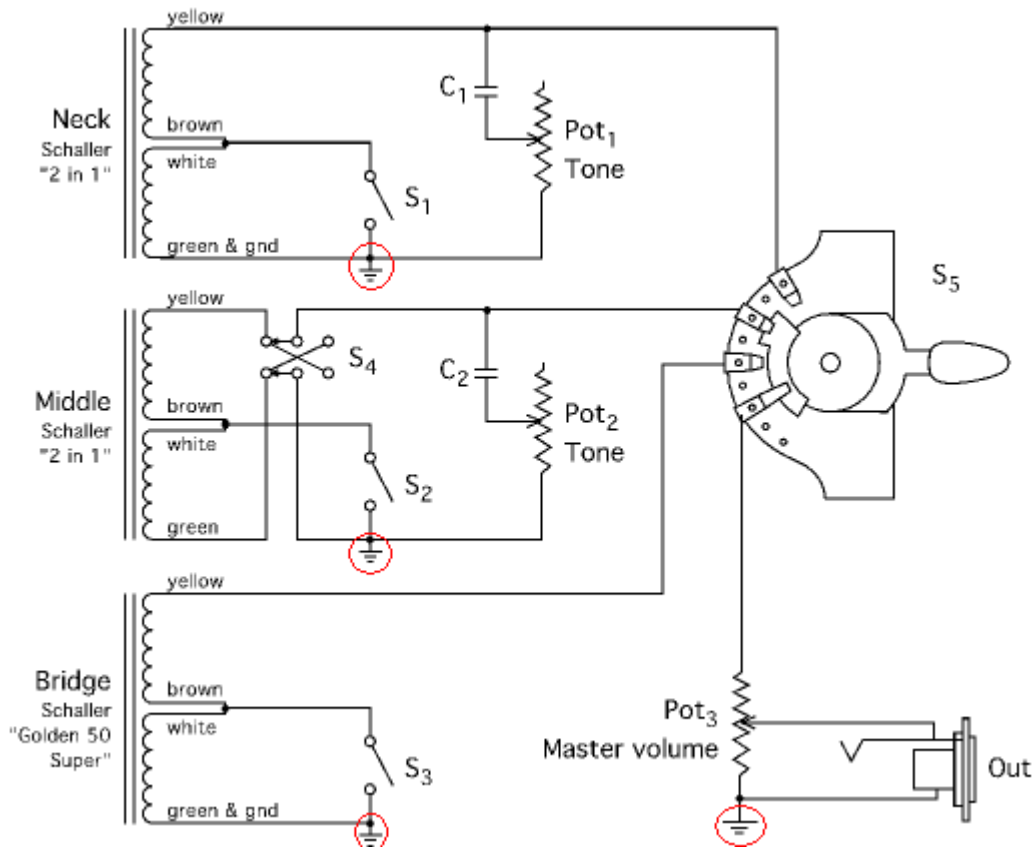 yellow
Neck
Schaller
"2 in 1"
brown
white
green & gnd
C1
Pot1
Tone
S1
S5
yellow
Middle
Schaller
"2 in 1"
brown
white
green
S4
C2
Pot2
Tone
S2
yellow
Bridge
Schaller
"Golden 50
Super"
brown
white
green & gnd
S3
Pot3
Master volume
Out